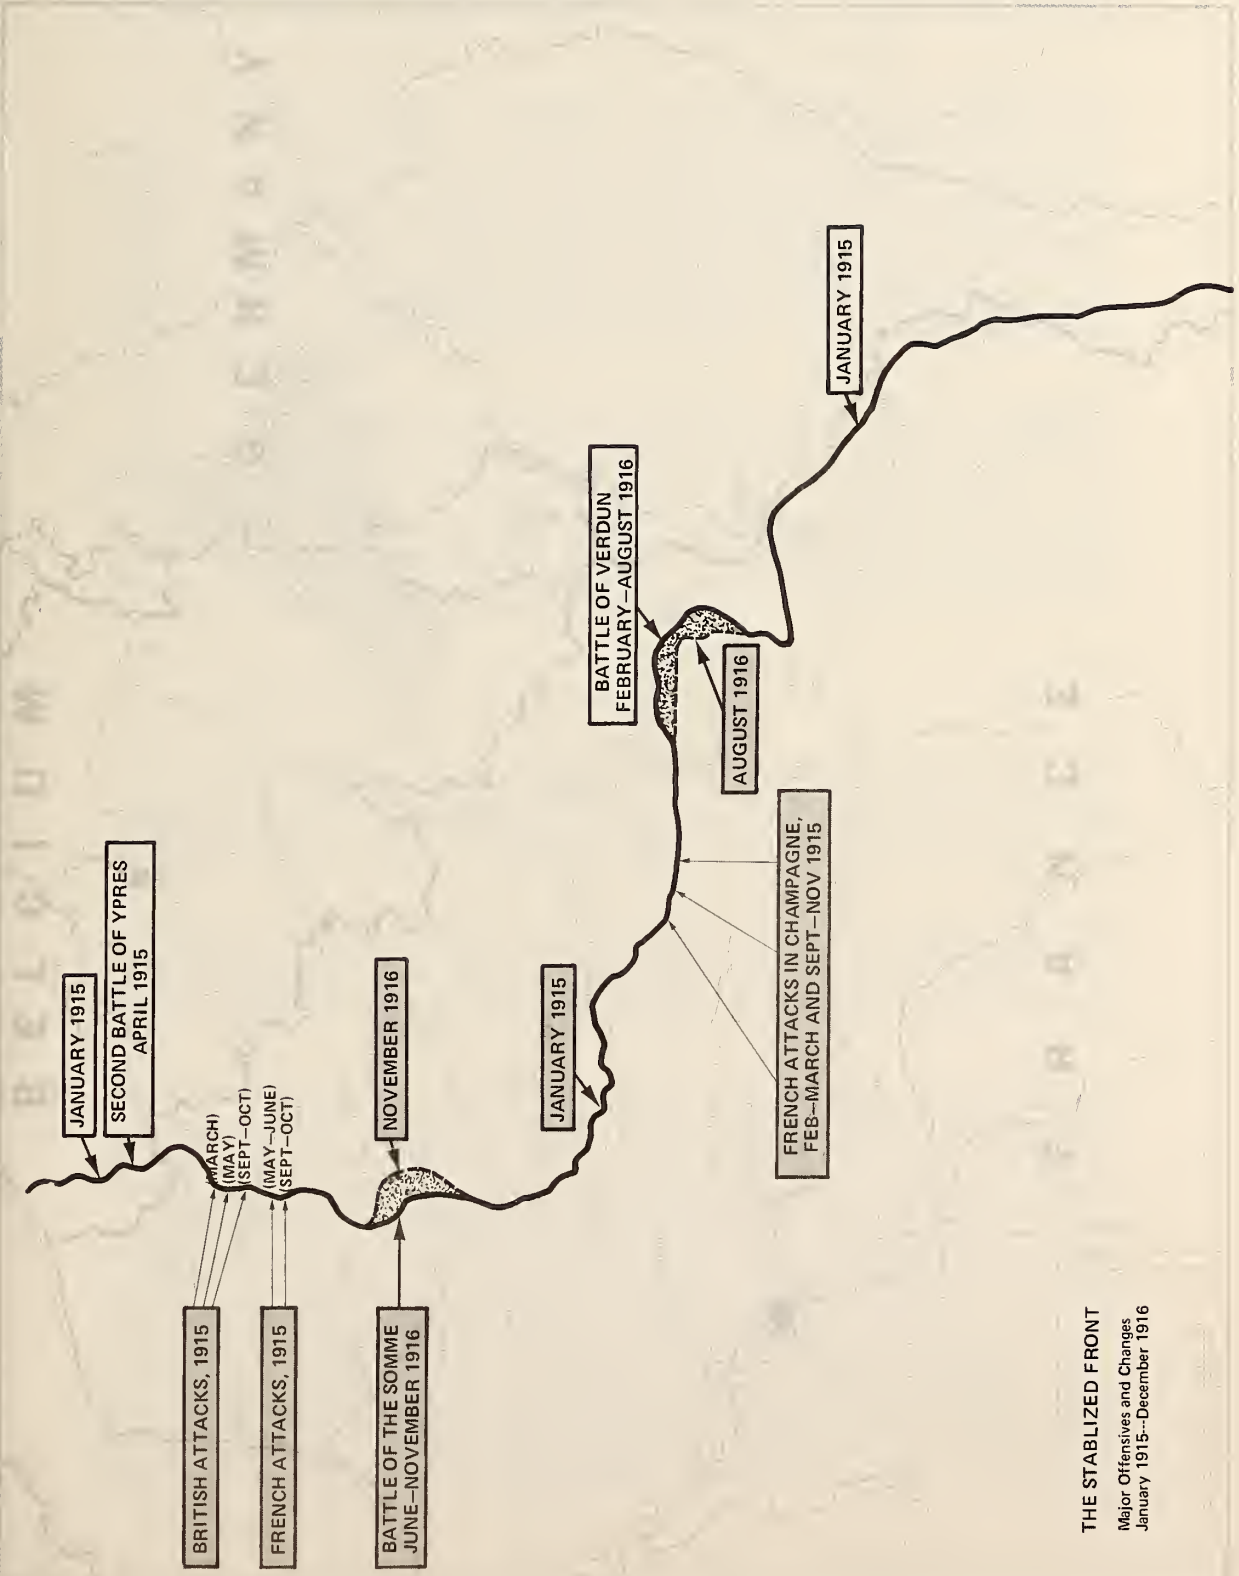 JANUARY 1915
SECOND BATTLE OF YPRES
APRIL 1915
BRITISH ATTACKS, 1915
(MARCH)
(MAY)
(SEPT–OCT)
FRENCH ATTACKS, 1915
(MAY–JUNE)
(SEPT–OCT)
BATTLE OF THE SOMME
JUNE–NOVEMBER 1916
NOVEMBER 1916
JANUARY 1915
BATTLE OF VERDUN
FEBRUARY–AUGUST 1916
AUGUST 1916
FRENCH ATTACKS IN CHAMPAGNE,
FEB–MARCH AND SEPT–NOV 1915
JANUARY 1915
BELGIUM
GERMANY
FRANCE
THE STABLIZED FRONT
Major Offensives and Changes
January 1915---December 1916